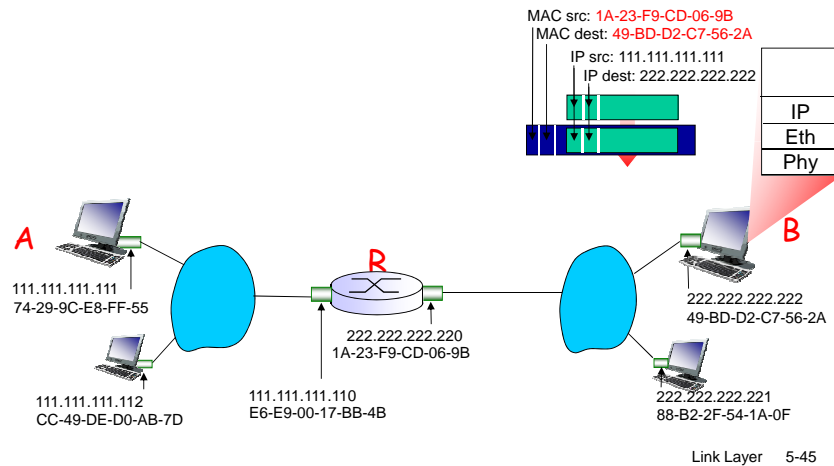 MAC src: 1A-23-F9-CD-06-9B
MAC dest: 49-BD-D2-C7-56-2A
IP src: 111.111.111.111
IP dest: 222.222.222.222
IP
Eth
Phy
A
R
B
111.111.111.111
74-29-9C-E8-FF-55
222.222.222.222
49-BD-D2-C7-56-2A
222.222.222.220
1A-23-F9-CD-06-9B
111.111.111.112
CC-49-DE-D0-AB-7D
111.111.111.110
E6-E9-00-17-BB-4B
222.222.222.221
88-B2-2F-54-1A-0F
Link Layer 5-45